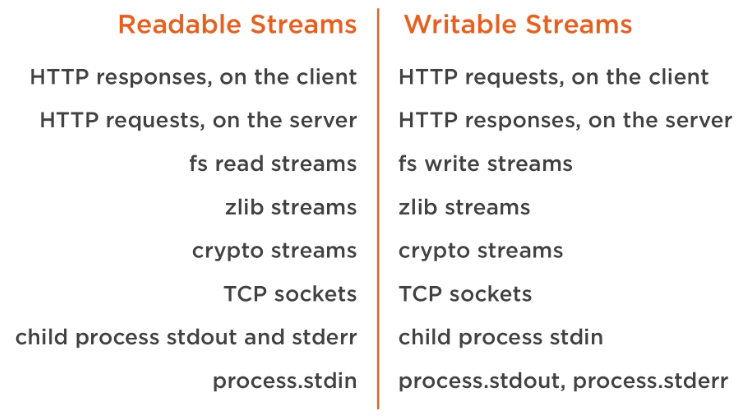 Readable Streams
HTTP responses, on the client
HTTP requests, on the server
fs read streams
zlib streams
crypto streams
TCP sockets
child process stdout and stderr
process.stdin
Writable Streams
HTTP requests, on the client
HTTP responses, on the server
fs write streams
zlib streams
crypto streams
TCP sockets
child process stdin
process.stdout, process.stderr